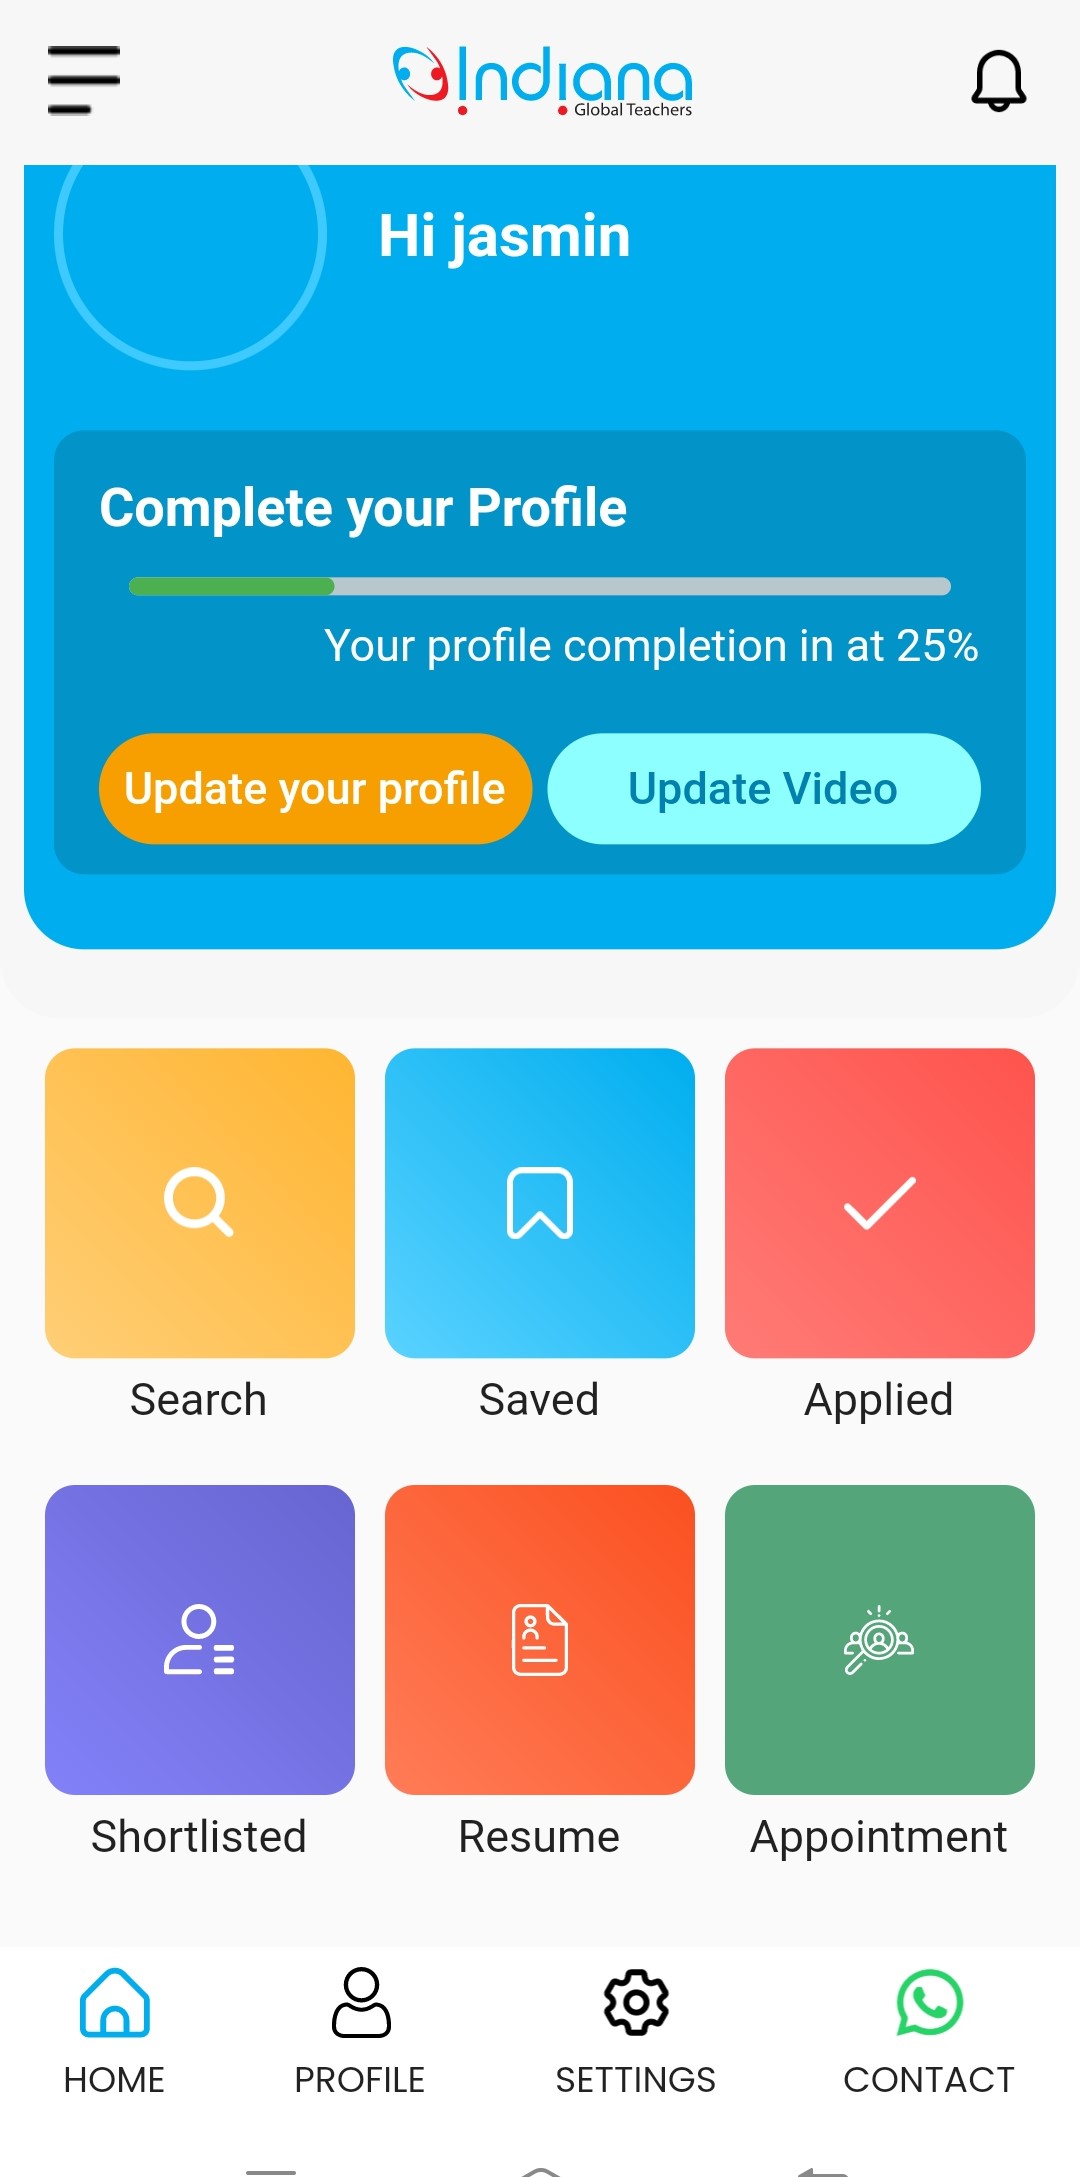 Indiana
Global Teachers
Hi jasmin
Complete your Profile
Your profile completion in at 25%
Update your profile
Update Video
Search
Saved
Applied
Shortlisted
Resume
Appointment
HOME
PROFILE
SETTINGS
CONTACT